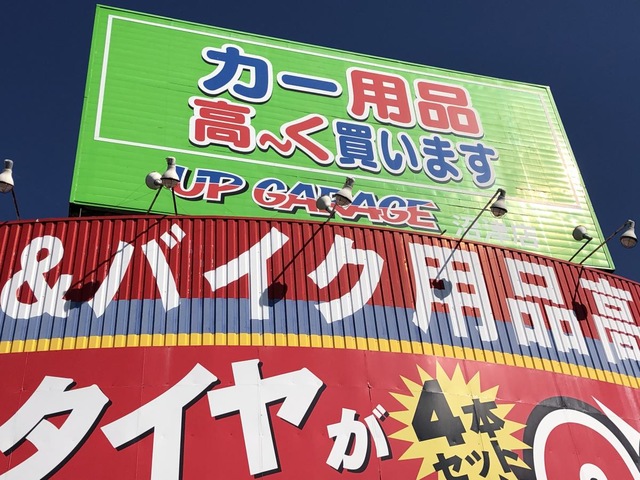 カー用品
高~く買います
UP GARAGE
&バイク用品高
タイヤが4本
セット